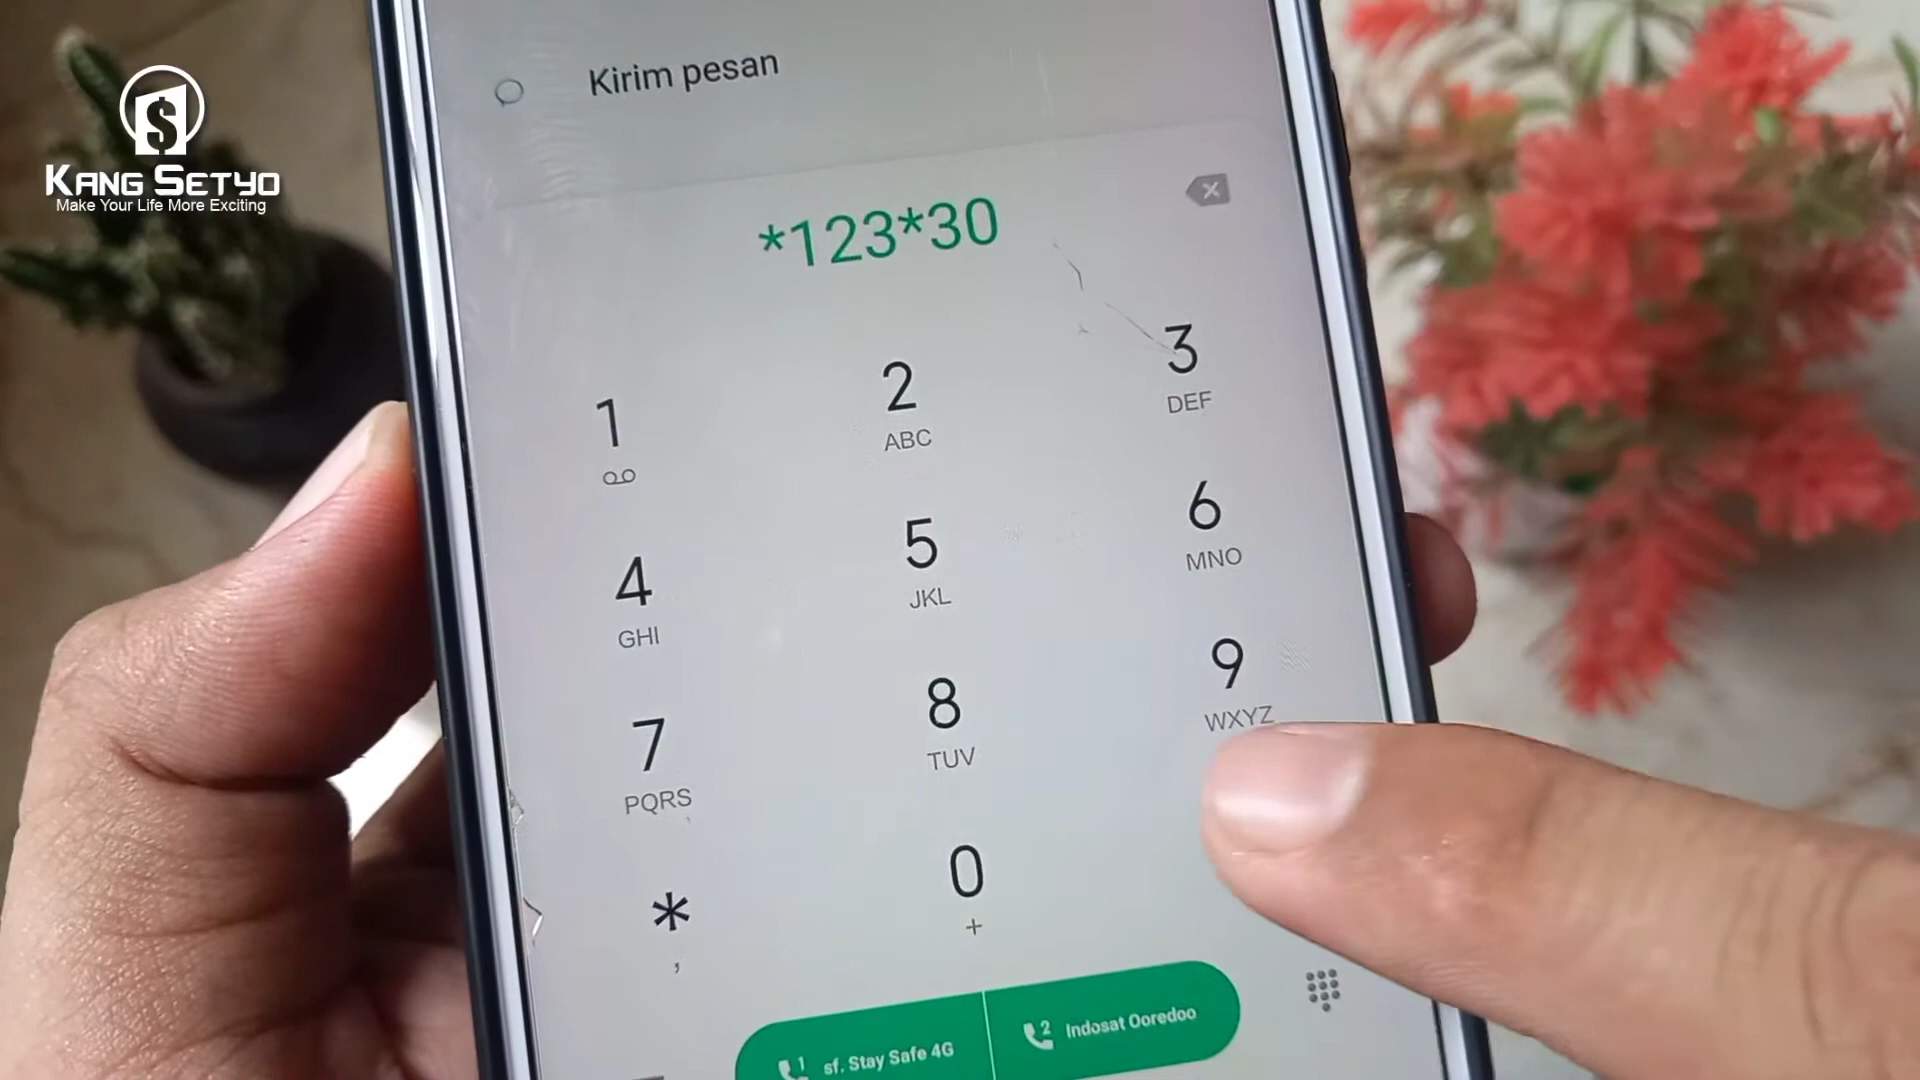 KANG SETYO
Make Your Life More Exciting
Kirim pesan
*123*30
1
2
ABC
3
DEF
4
GHI
5
JKL
6
MNO
7
PQRS
8
TUV
9
WXYZ
*
,
0
+
1 sf. Stay Safe 4G
2 Indosat Ooredoo